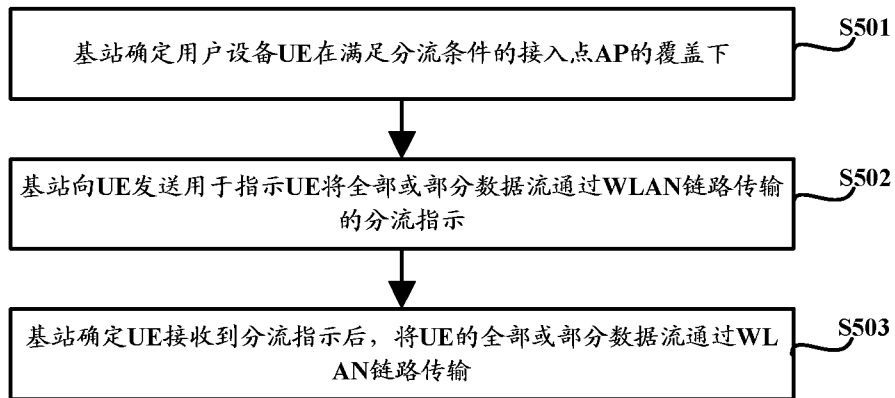 基站确定用户设备UE在满足分流条件的接入点AP的覆盖下
S501
基站向UE发送用于指示UE将全部或部分数据流通过WLAN链路传输
的分流指示
S502
基站确定UE接收到分流指示后，将UE的全部或部分数据流通过WL
AN链路传输
S503